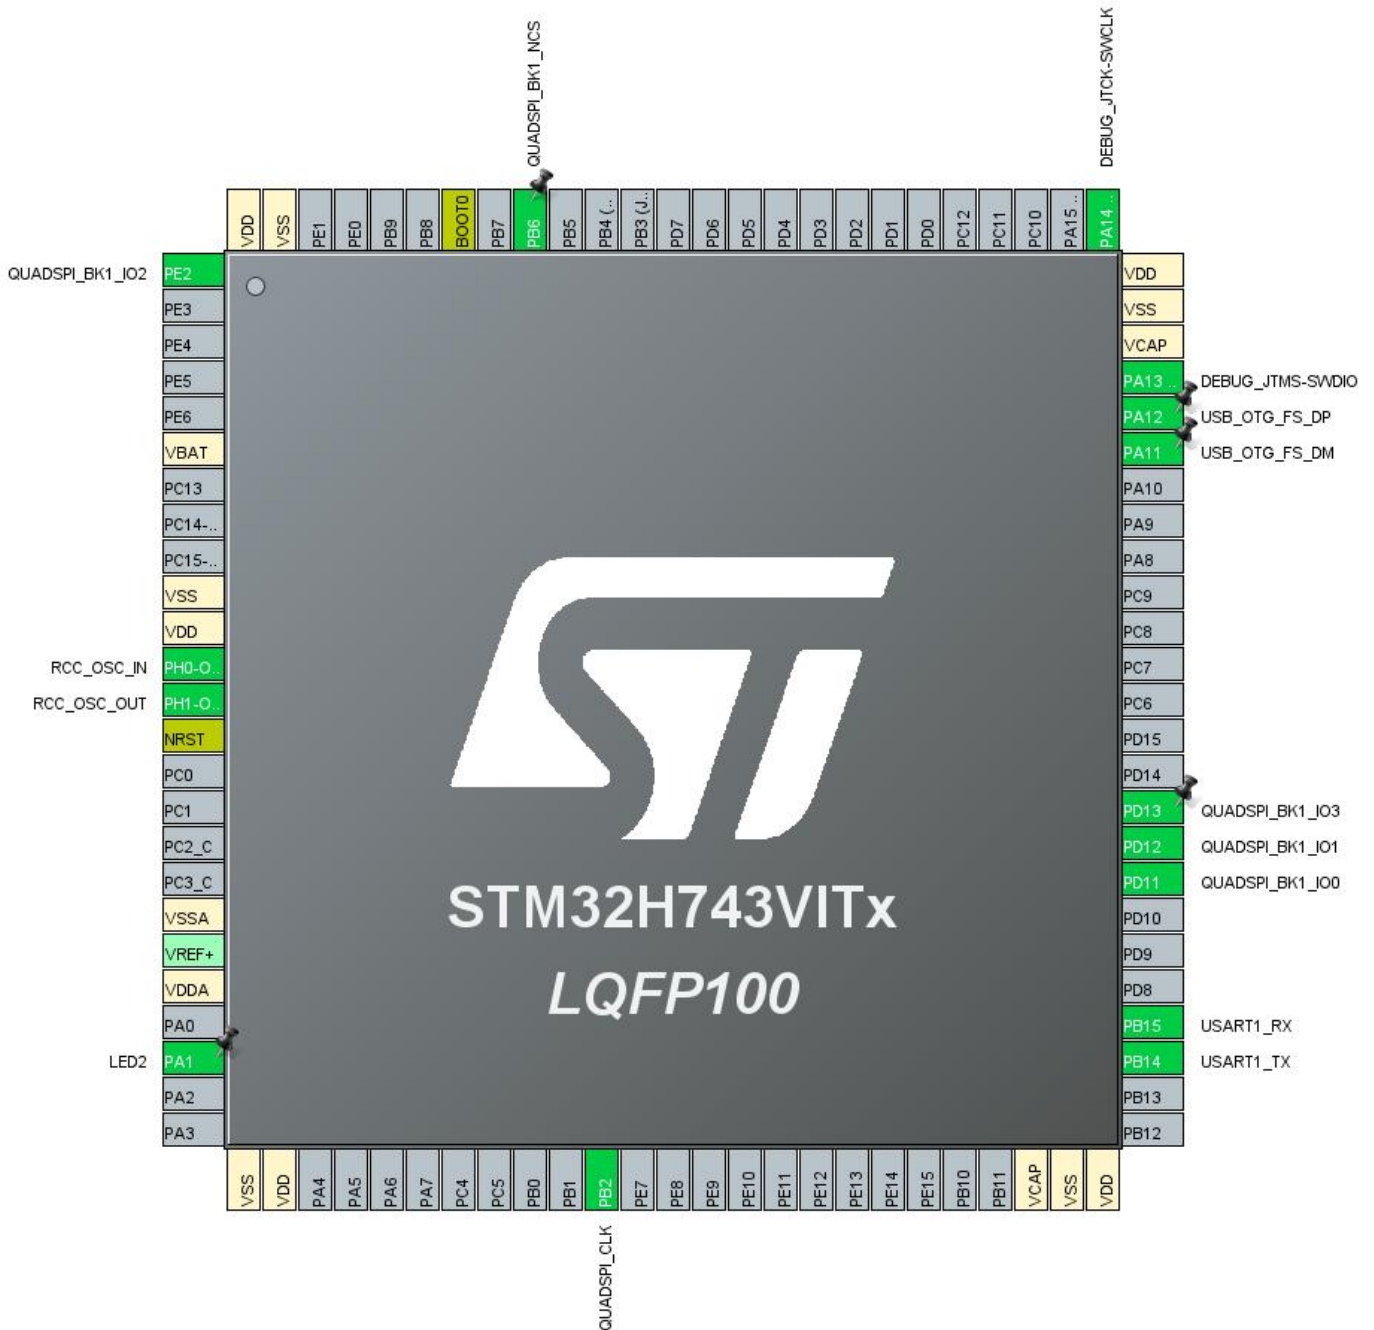 QUADSPI_BK1_NCS
DEBUG_JTCK-SWCLK
VDD
VSS
PE1
PE0
PB9
PB8
BOOT0
PB7
PB6
PB5
PB4 (..
PB3 (J..
PD7
PD6
PD5
PD4
PD3
PD2
PD1
PD0
PC12
PC11
PC10
PA15 ..
PA14 ..
QUADSPI_BK1_IO2 PE2
PE3
PE4
PE5
PE6
VBAT
PC13
PC14-..
PC15-..
VSS
VDD
RCC_OSC_IN PH0-O..
RCC_OSC_OUT PH1-O..
NRST
PC0
PC1
PC2_C
PC3_C
VSSA
VREF+
VDDA
PA0
LED2 PA1
PA2
PA3
ST
STM32H743VITx
LQFP100
VDD
VSS
VCAP
PA13 .. DEBUG_JTMS-SWDIO
PA12 USB_OTG_FS_DP
PA11 USB_OTG_FS_DM
PA10
PA9
PA8
PC9
PC8
PC7
PC6
PD15
PD14
PD13 QUADSPI_BK1_IO3
PD12 QUADSPI_BK1_IO1
PD11 QUADSPI_BK1_IO0
PD10
PD9
PD8
PB15 USART1_RX
PB14 USART1_TX
PB13
PB12
VSS
VDD
PA4
PA5
PA6
PA7
PC4
PC5
PB0
PB1
PB2
PE7
PE8
PE9
PE10
PE11
PE12
PE13
PE14
PE15
PB10
PB11
VCAP
VSS
VDD
QUADSPI_CLK